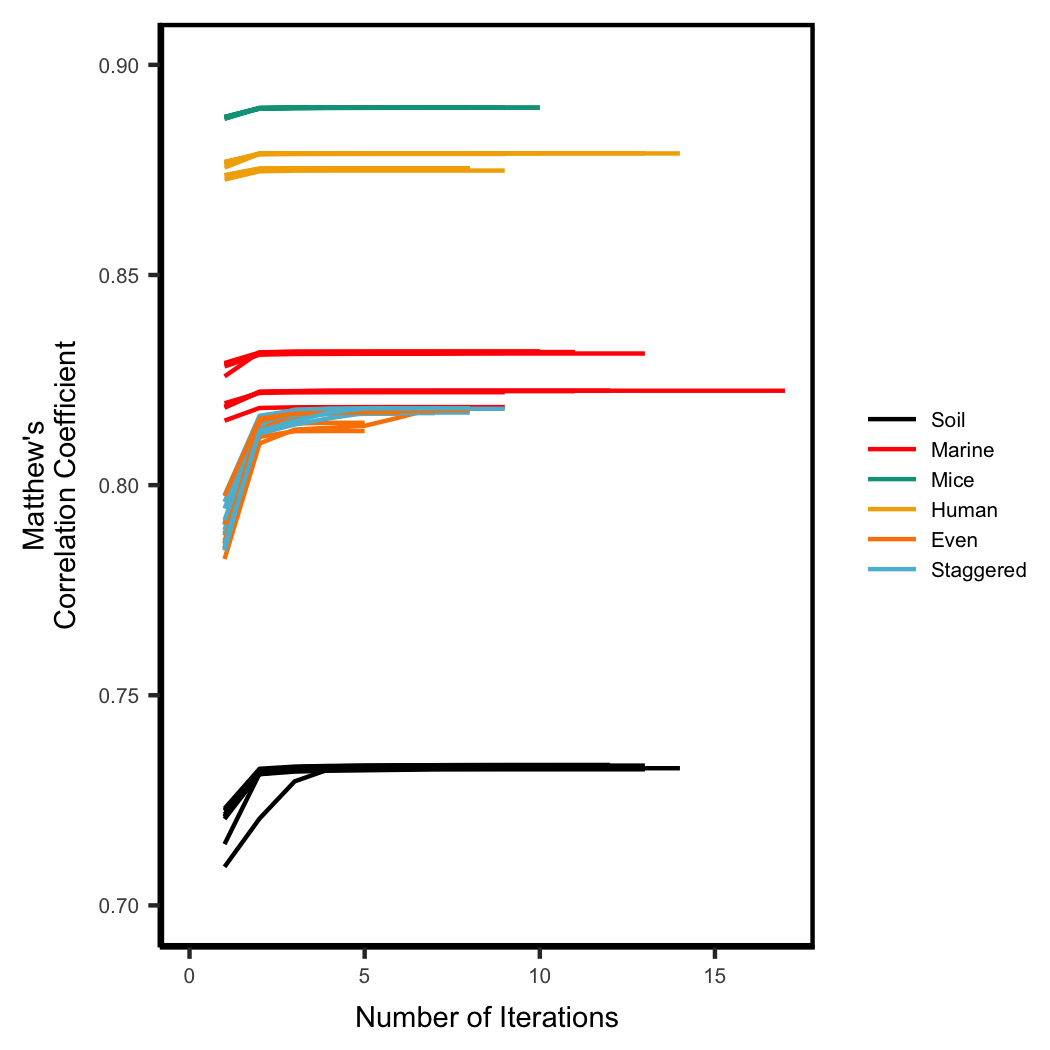 Matthew's
Correlation Coefficient
0.90
0.85
0.80
0.75
0.70
0
5
10
15
Number of Iterations
Soil
Marine
Mice
Human
Even
Staggered